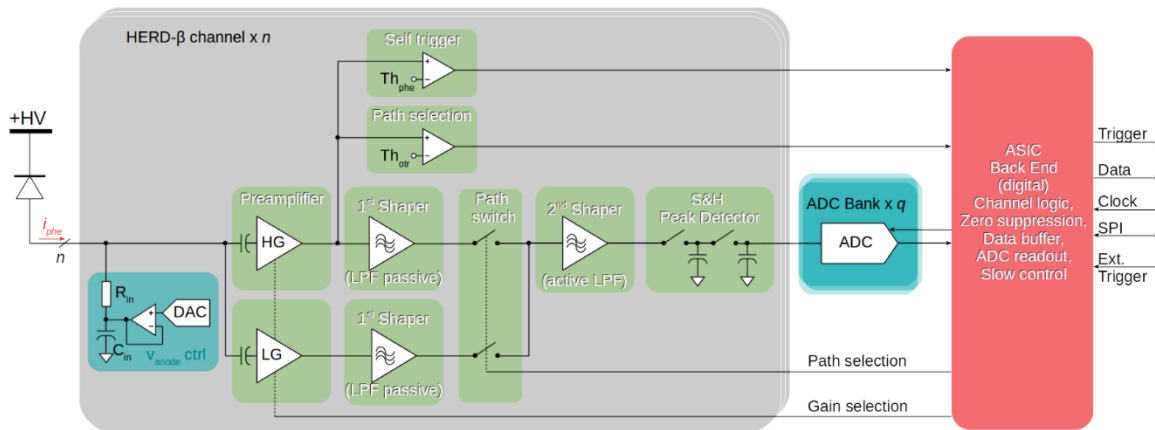 HERD-β channel x n
Self trigger
+
Th_phe
−
Path selection
+
Th_otr
−
+HV
i_phe
n
Preamplifier
HG
1st Shaper
(LPF passive)
Path
switch
2nd Shaper
(active LPF)
S&H
Peak Detector
ADC Bank x q
ADC
R_in
C_in
+
−
DAC
v_anode ctrl
LG
1st Shaper
(LPF passive)
Path selection
Gain selection
ASIC
Back End
(digital)
Channel logic,
Zero suppression,
Data buffer,
ADC readout,
Slow control
Trigger
Data
Clock
SPI
Ext.
Trigger